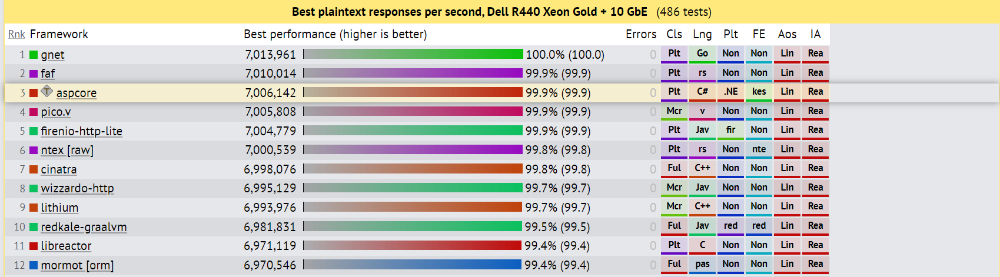 Best plaintext responses per second, Dell R440 Xeon Gold + 10 GbE (486 tests)
Rnk Framework Best performance (higher is better) Errors Cls Lng Plt FE Aos IA
1 gnet 7,013,961 100.0% (100.0) 0 Plt Go Non Non Lin Rea
2 faf 7,010,014 99.9% (99.9) 0 Plt rs Non Non Lin Rea
3 T aspcore 7,006,142 99.9% (99.9) 0 Plt C# .NE kes Lin Rea
4 pico.v 7,005,808 99.9% (99.9) 0 Mcr v Non Non Lin Rea
5 firenio-http-lite 7,004,779 99.9% (99.9) 0 Plt Jav fir Non Lin Rea
6 ntex [raw] 7,000,539 99.8% (99.8) 0 Plt rs Non nte Lin Rea
7 cinatra 6,998,076 99.8% (99.8) 0 Ful C++ Non Non Lin Rea
8 wizzardo-http 6,995,129 99.7% (99.7) 0 Mcr Jav Non Non Lin Rea
9 lithium 6,993,976 99.7% (99.7) 0 Mcr C++ Non Non Lin Rea
10 redkale-graalvm 6,981,831 99.5% (99.5) 0 Ful Jav red red Lin Rea
11 libreactor 6,971,119 99.4% (99.4) 0 Plt C Non Non Lin Rea
12 mormot [orm] 6,970,546 99.4% (99.4) 0 Ful pas Non Non Lin Rea